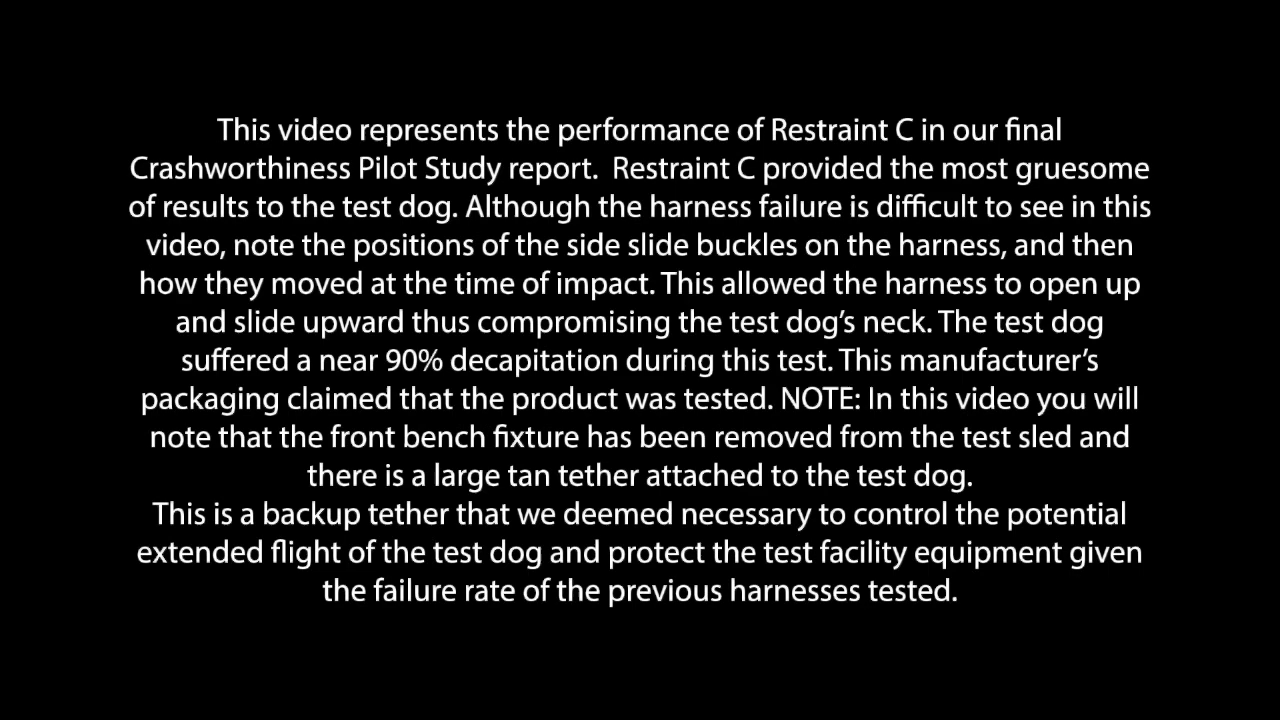 This video represents the performance of Restraint C in our final
Crashworthiness Pilot Study report.  Restraint C provided the most gruesome
of results to the test dog. Although the harness failure is difficult to see in this
video, note the positions of the side slide buckles on the harness, and then
how they moved at the time of impact. This allowed the harness to open up
and slide upward thus compromising the test dog’s neck. The test dog
suffered a near 90% decapitation during this test. This manufacturer’s
packaging claimed that the product was tested. NOTE: In this video you will
note that the front bench fixture has been removed from the test sled and
there is a large tan tether attached to the test dog.
This is a backup tether that we deemed necessary to control the potential
extended flight of the test dog and protect the test facility equipment given
the failure rate of the previous harnesses tested.